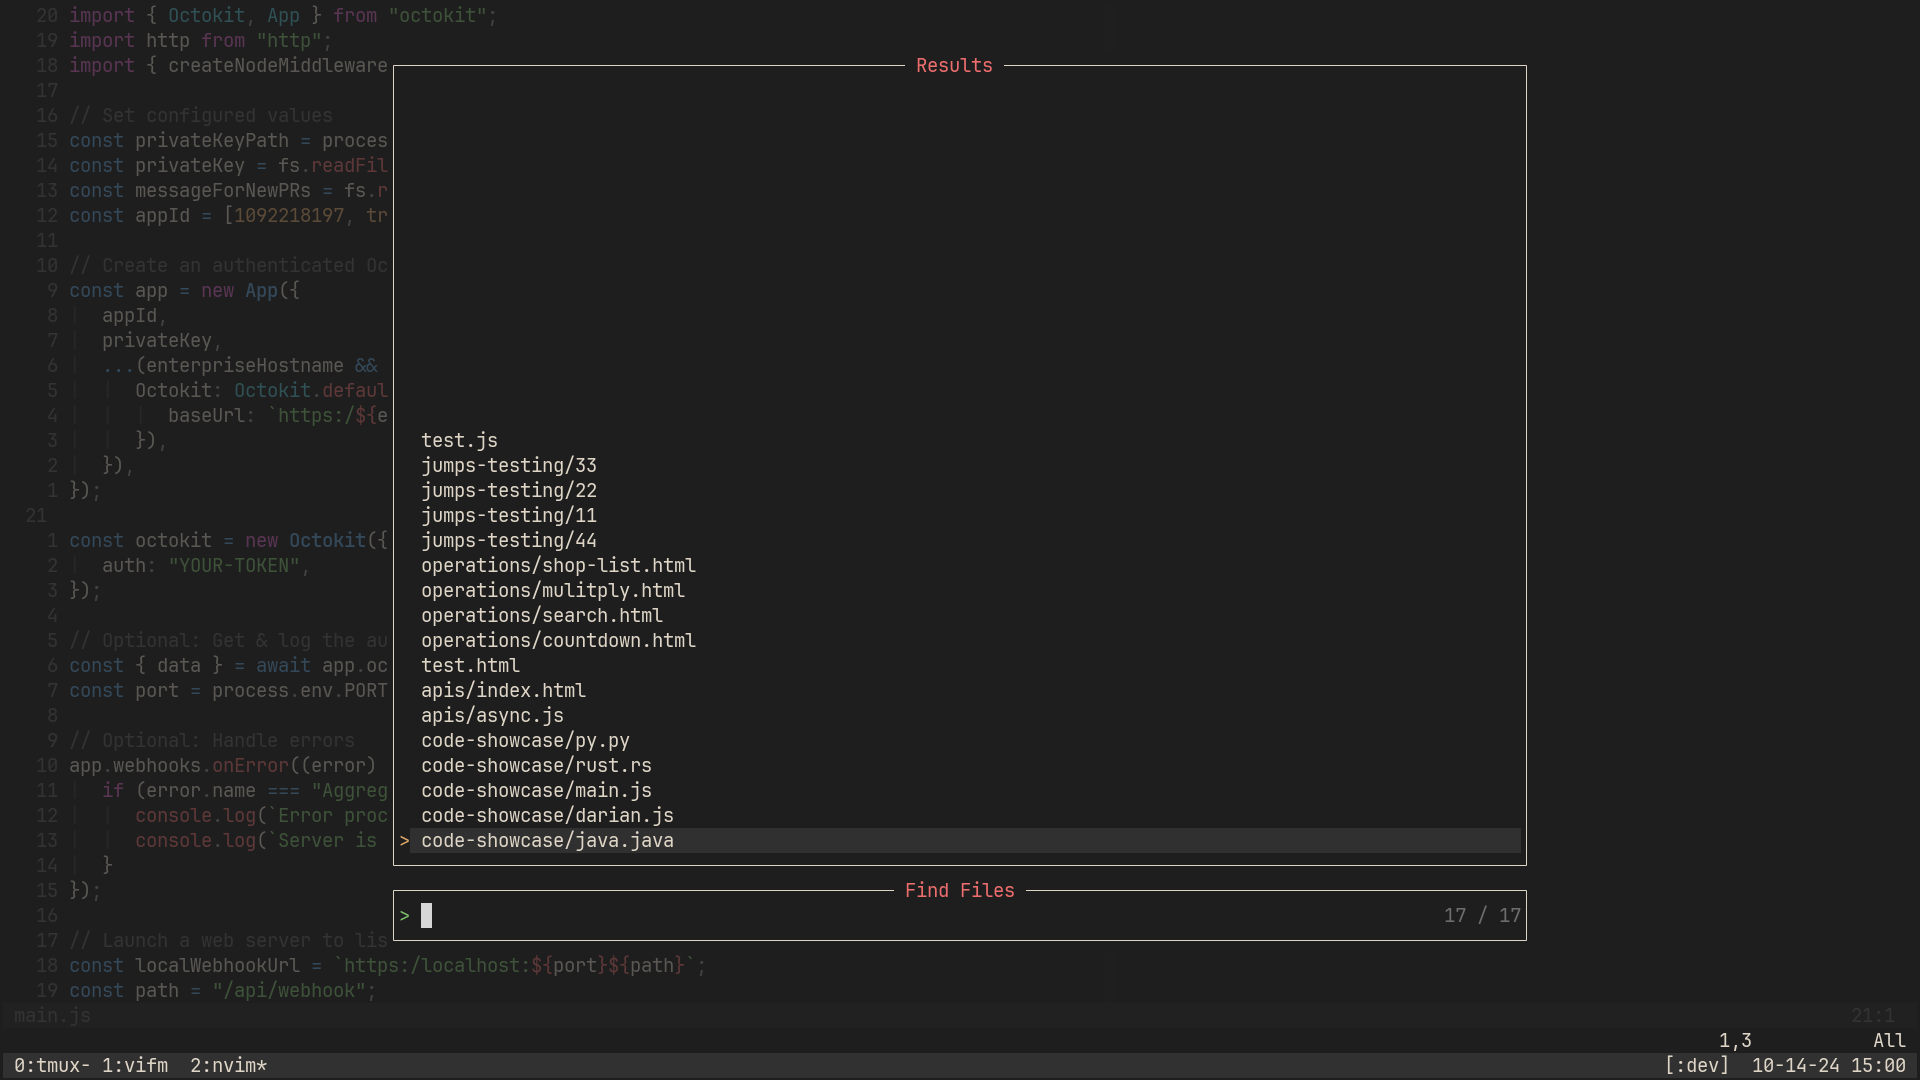 20 import { Octokit, App } from "octokit";
19 import http from "http";
18 import { createNodeMiddleware
Results
17
16 // Set configured values
15 const privateKeyPath = proces
14 const privateKey = fs.readFil
13 const messageForNewPRs = fs.r
12 const appId = [1092218197, tr
11
10 // Create an authenticated Oc
9 const app = new App({
8 appId,
7 privateKey,
6 ...(enterpriseHostname &&
5 Octokit: Octokit.defaul
4 baseUrl: `https:/${e
3 }),
2 }),
1 });
21
1 const octokit = new Octokit({
2 auth: "YOUR-TOKEN",
3 });
4
5 // Optional: Get & log the au
6 const { data } = await app.oc
7 const port = process.env.PORT
8
9 // Optional: Handle errors
10 app.webhooks.onError((error)
11 if (error.name === "Aggreg
12 console.log(`Error proc
13 console.log(`Server is
14 }
15 });
16
17 // Launch a web server to lis
18 const localWebhookUrl = `https:/localhost:${port}${path}`;
19 const path = "/api/webhook";
test.js
jumps-testing/33
jumps-testing/22
jumps-testing/11
jumps-testing/44
operations/shop-list.html
operations/mulitply.html
operations/search.html
operations/countdown.html
test.html
apis/index.html
apis/async.js
code-showcase/py.py
code-showcase/rust.rs
code-showcase/main.js
code-showcase/darian.js
> code-showcase/java.java
Find Files
> 17 / 17
main.js 21:1
1,3 All
0:tmux- 1:vifm 2:nvim* [:dev] 10-14-24 15:00